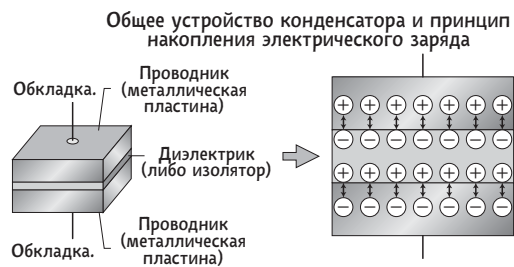 Общее устройство конденсатора и принцип
накопления электрического заряда
Обкладка.
Проводник
(металлическая
пластина)
Диэлектрик
(либо изолятор)
Проводник
(металлическая
пластина)
Обкладка.
+ + + + + + +
− − − − − − −
+ + + + + + +
− − − − − − −